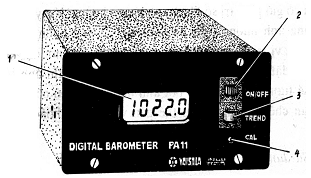 2
1
1022.0
ON/OFF
3
TREND
CAL
DIGITAL BAROMETER PA11
VAISALA
4